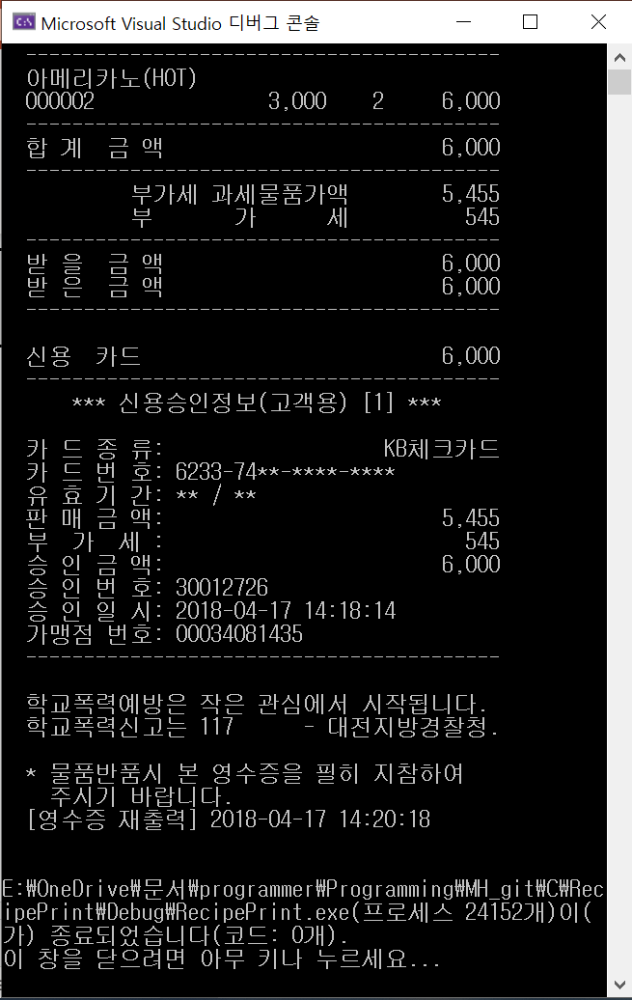 Microsoft Visual Studio 디버그 콘솔
-----------------------------------------
아메리카노(HOT)
000002 3,000 2 6,000
-----------------------------------------
합 계 금 액 6,000
-----------------------------------------
부가세 과세물품가액 5,455
부 가 세 545
-----------------------------------------
받 을 금 액 6,000
받 은 금 액 6,000
-----------------------------------------
신용 카드 6,000
-----------------------------------------
*** 신용승인정보(고객용) [1] ***
카 드 종 류: KB체크카드
카 드 번 호: 6233-74**-****-****
유 효 기 간: ** / **
판 매 금 액: 5,455
부 가 세 : 545
승 인 금 액: 6,000
승 인 번 호: 30012726
승 인 일 시: 2018-04-17 14:18:14
가맹점 번호: 00034081435
-----------------------------------------
학교폭력예방은 작은 관심에서 시작됩니다.
학교폭력신고는 117 - 대전지방경찰청.
* 물품반품시 본 영수증을 필히 지참하여
주시기 바랍니다.
[영수증 재출력] 2018-04-17 14:20:18
E:\OneDrive\문서\programmer\Programming\MH_git\C\Rec
ipePrint\Debug\RecipePrint.exe(프로세스 24152개)이(
가) 종료되었습니다(코드: 0개).
이 창을 닫으려면 아무 키나 누르세요...